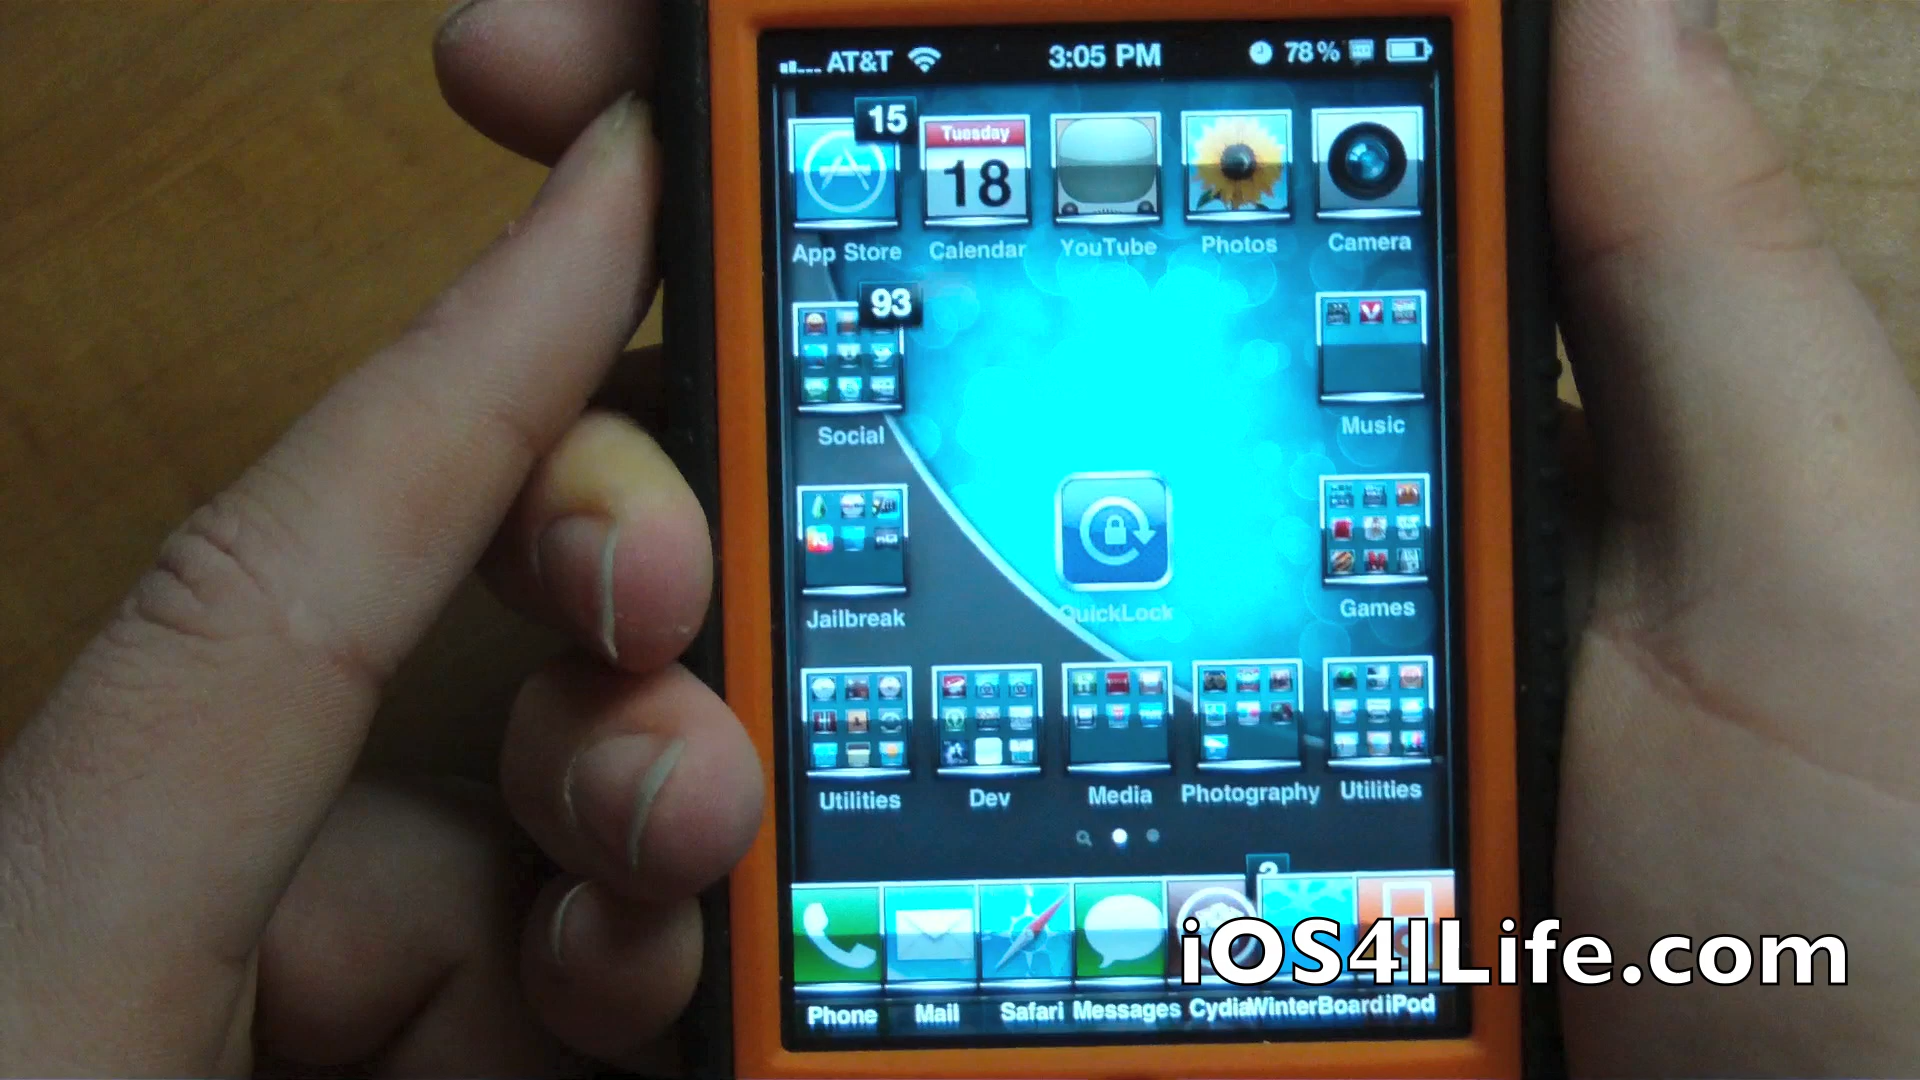 AT&T 3:05 PM 78%
15
Tuesday
18
App Store Calendar YouTube Photos Camera
93
Social Music
Jailbreak QuickLock Games
Utilities Dev Media Photography Utilities
Phone Mail Safari Messages Cydia WinterBoard iPod
iOS4lLife.com